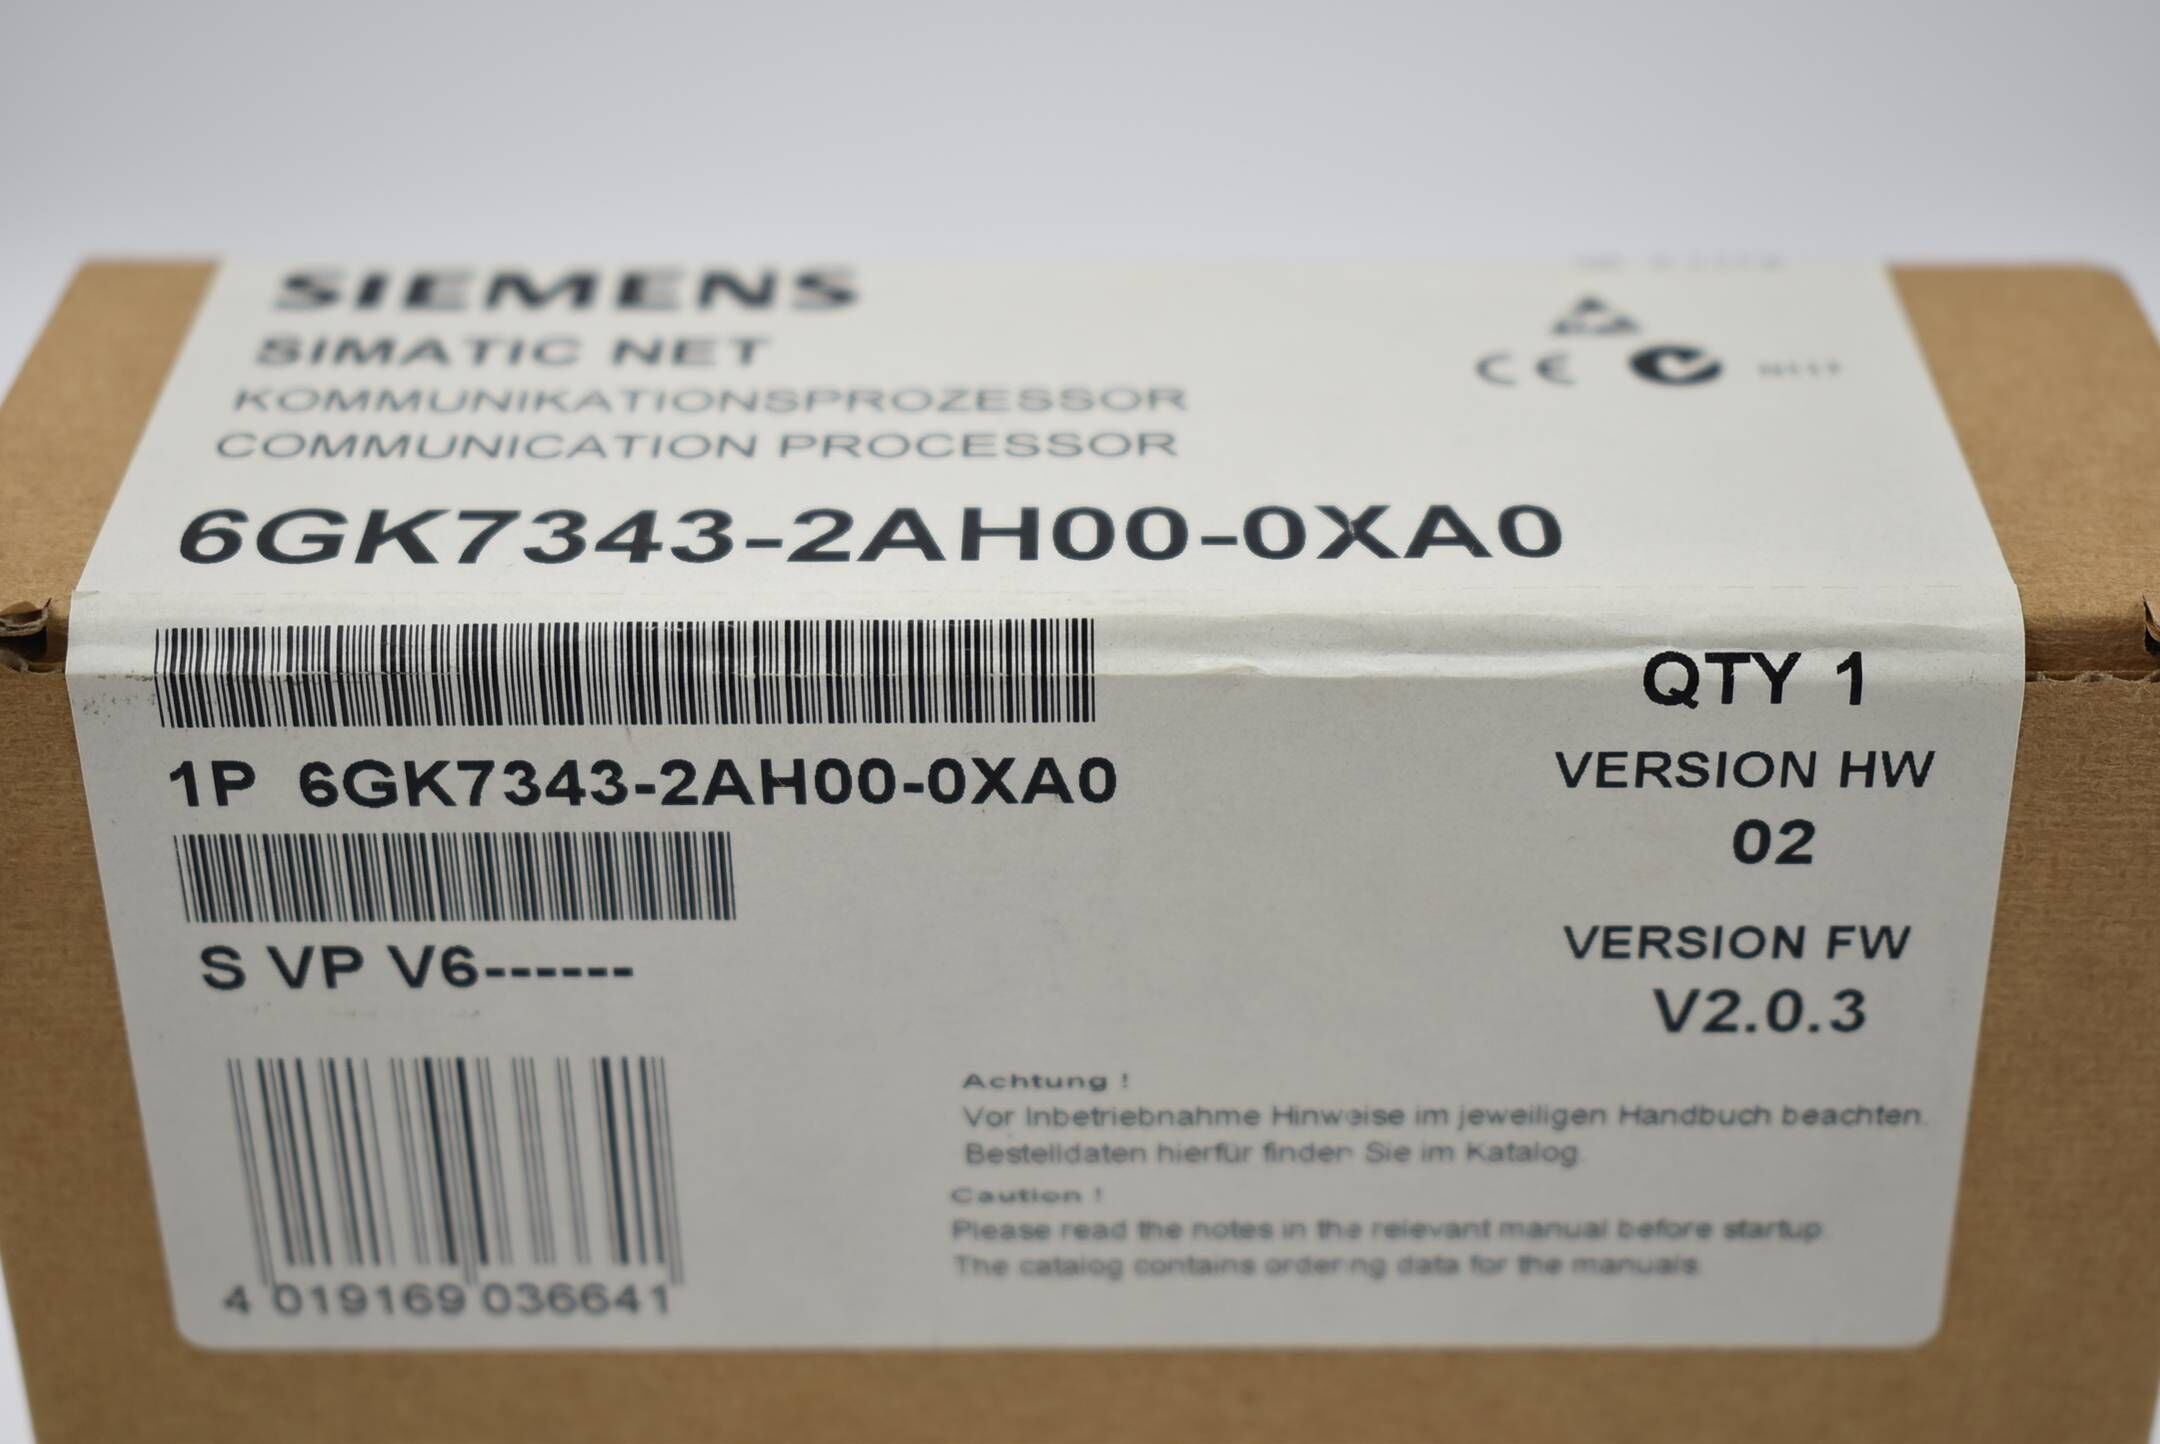 SIEMENS
SIMATIC NET
KOMMUNIKATIONSPROZESSOR
COMMUNICATION PROCESSOR
CE N117
6GK7343-2AH00-0XA0
QTY 1
1P 6GK7343-2AH00-0XA0
VERSION HW
02
S VP V6------
VERSION FW
V2.0.3
Achtung !
Vor Inbetriebnahme Hinweise im jeweiligen Handbuch beachten.
Bestelldaten hierfür finden Sie im Katalog.
Caution !
Please read the notes in the relevant manual before startup.
The catalog contains ordering data for the manuals.
4 019169 036641